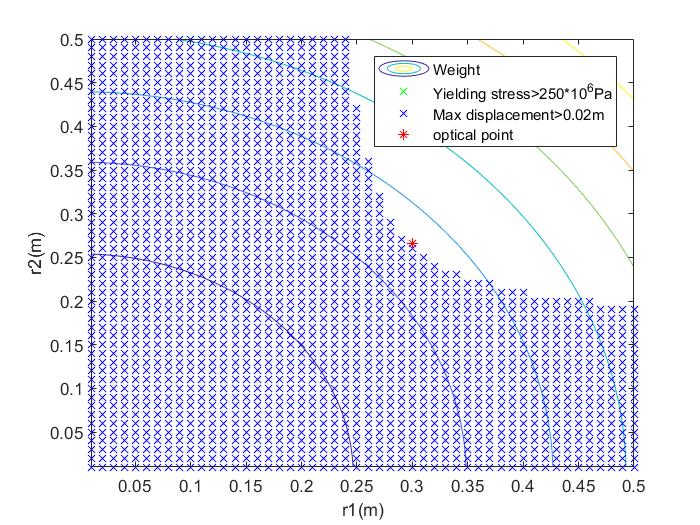 0.5
0.45
0.4
0.35
0.3
0.25
0.2
0.15
0.1
0.05
r2(m)
Weight
Yielding stress>250*10^6Pa
Max displacement>0.02m
optical point
0.05 0.1 0.15 0.2 0.25 0.3 0.35 0.4 0.45 0.5
r1(m)